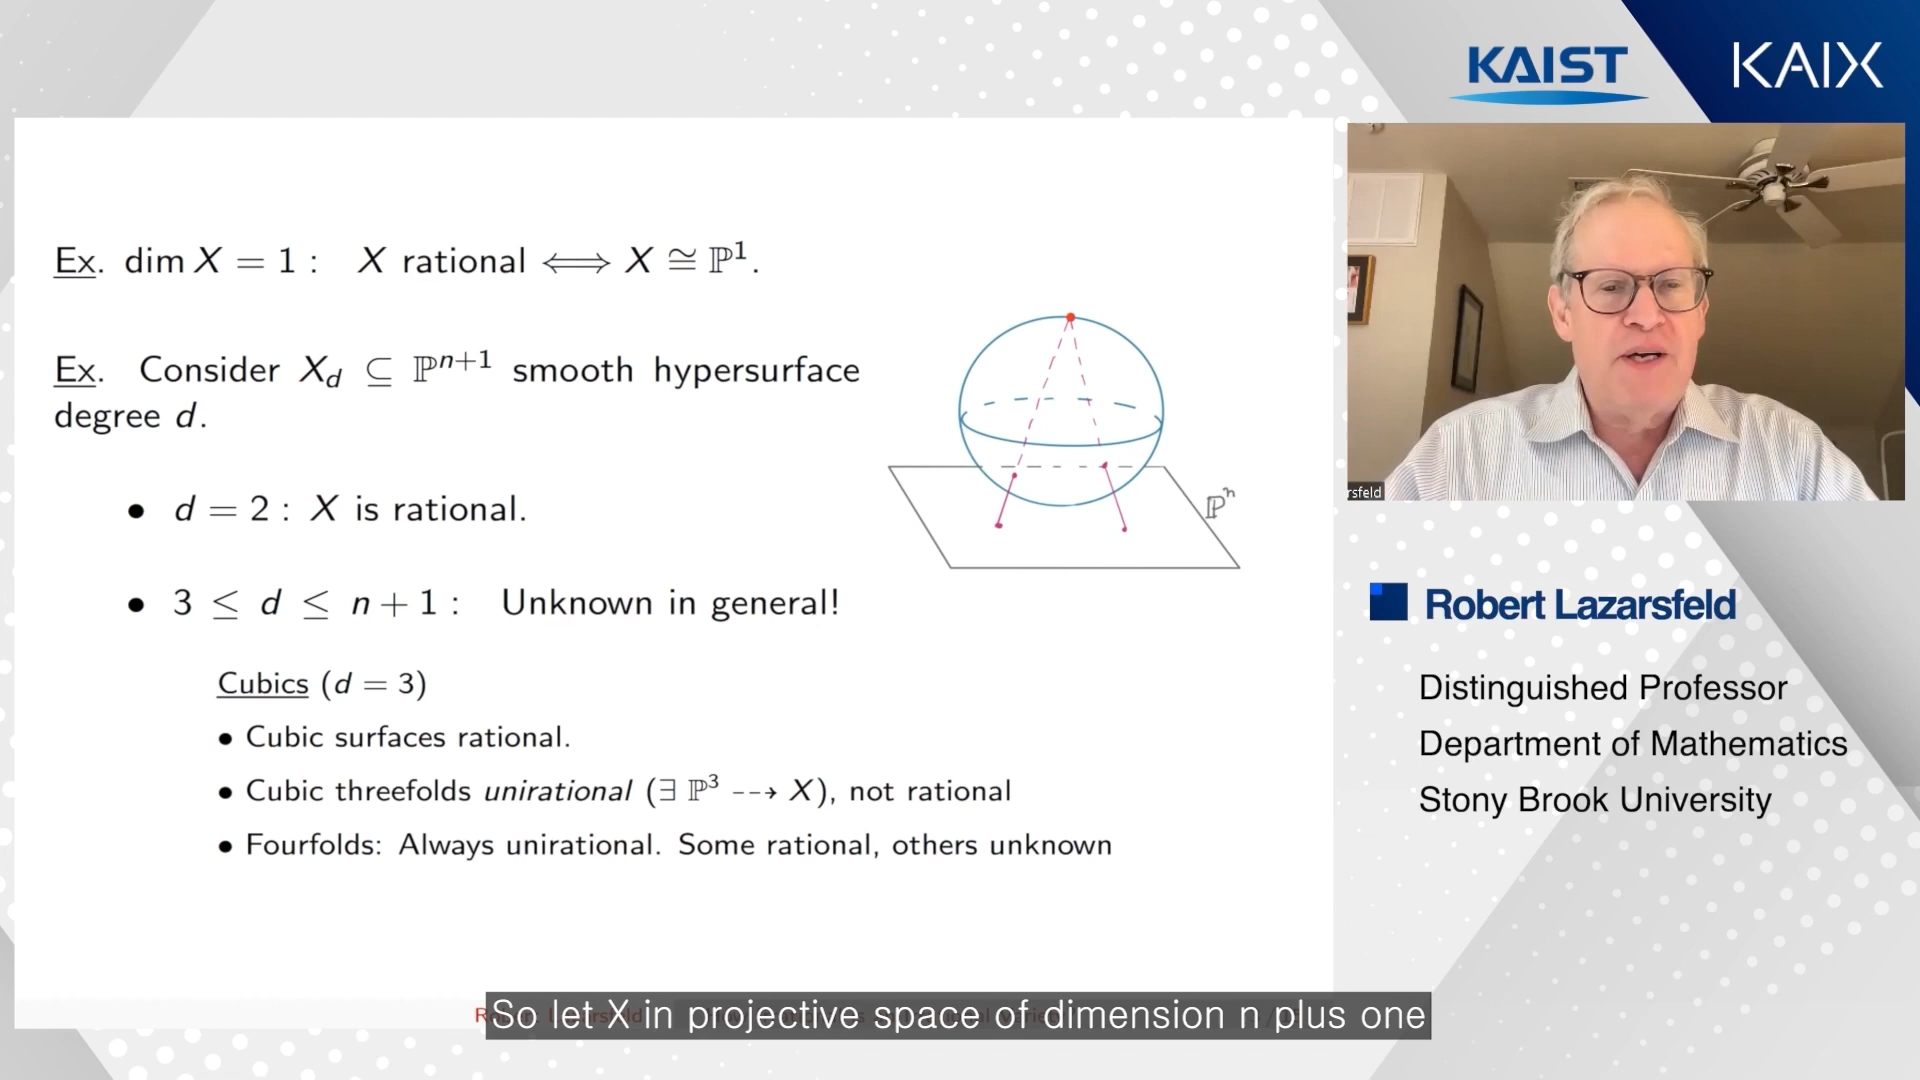 KAIST
KAIX
Ex. dim X = 1 : X rational ⟺ X ≅ ℙ¹.
Ex. Consider X_d ⊆ ℙⁿ⁺¹ smooth hypersurface
degree d.
• d = 2 : X is rational.
• 3 ≤ d ≤ n + 1 : Unknown in general!
ℙⁿ
Cubics (d = 3)
• Cubic surfaces rational.
• Cubic threefolds unirational (∃ ℙ³ ⇢ X), not rational
• Fourfolds: Always unirational. Some rational, others unknown
rsfeld
Robert Lazarsfeld
Distinguished Professor
Department of Mathematics
Stony Brook University
So let X in projective space of dimension n plus one